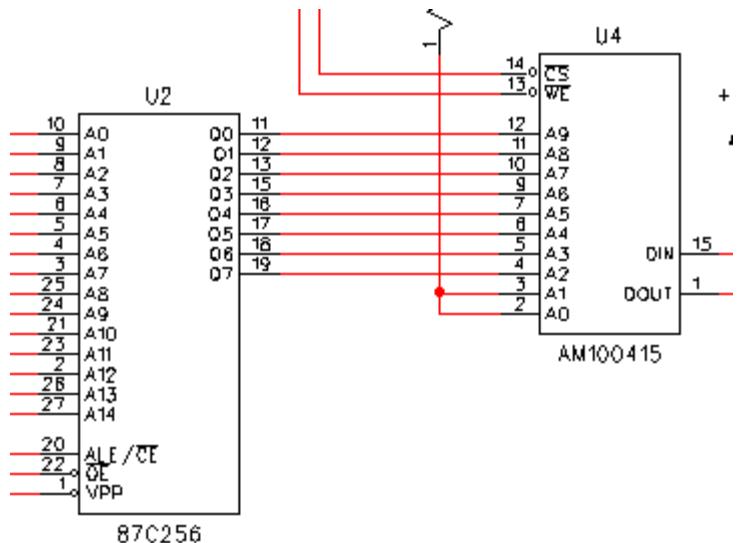 U4
1
14 CS
13 WE
+
U2
10 A0 Q0 11 12 A9
9 A1 Q1 12 11 A8
8 A2 Q2 13 10 A7
7 A3 Q3 15 9 A6
6 A4 Q4 16 7 A5
5 A5 Q5 17 6 A4
4 A6 Q6 18 5 A3 DIN 15
3 A7 Q7 19 4 A2
25 A8 3 A1 DOUT 1
24 A9 2 A0
21 A10
23 A11
2 A12
26 A13
27 A14
AM100415
20 ALE/CE
22 OE
1 VPP
87C256